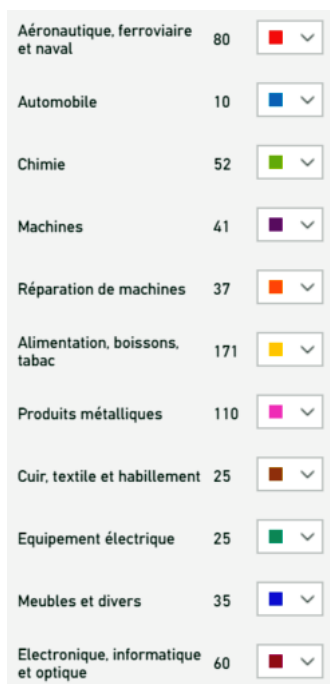 Aéronautique, ferroviaire
et naval 80
Automobile 10
Chimie 52
Machines 41
Réparation de machines 37
Alimentation, boissons,
tabac 171
Produits métalliques 110
Cuir, textile et habillement 25
Equipement électrique 25
Meubles et divers 35
Electronique, informatique
et optique 60